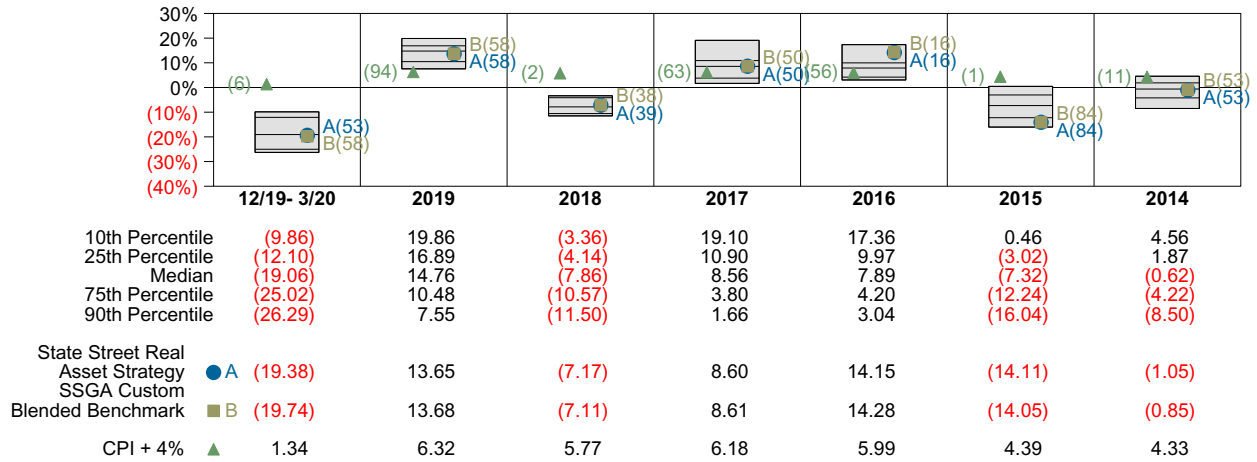 30%
20%
10%
0%
(10%)
(20%)
(30%)
(40%)
(6)
A(53)
B(58)
(94)
B(58)
A(58)
(2)
B(38)
A(39)
(63)
B(50)
A(50)
(56)
B(16)
A(16)
(1)
B(84)
A(84)
(11)
B(53)
A(53)
12/19- 3/20 2019 2018 2017 2016 2015 2014
10th Percentile (9.86) 19.86 (3.36) 19.10 17.36 0.46 4.56
25th Percentile (12.10) 16.89 (4.14) 10.90 9.97 (3.02) 1.87
Median (19.06) 14.76 (7.86) 8.56 7.89 (7.32) (0.62)
75th Percentile (25.02) 10.48 (10.57) 3.80 4.20 (12.24) (4.22)
90th Percentile (26.29) 7.55 (11.50) 1.66 3.04 (16.04) (8.50)
State Street Real
Asset Strategy A (19.38) 13.65 (7.17) 8.60 14.15 (14.11) (1.05)
SSGA Custom
Blended Benchmark B (19.74) 13.68 (7.11) 8.61 14.28 (14.05) (0.85)
CPI + 4% 1.34 6.32 5.77 6.18 5.99 4.39 4.33